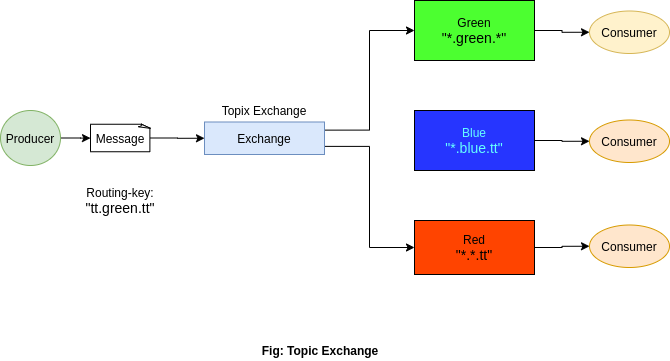 Green
"*.green.*"
Consumer
Topix Exchange
Producer
Message
Exchange
Blue
"*.blue.tt"
Consumer
Routing-key:
"tt.green.tt"
Red
"*.*.tt"
Consumer
Fig: Topic Exchange